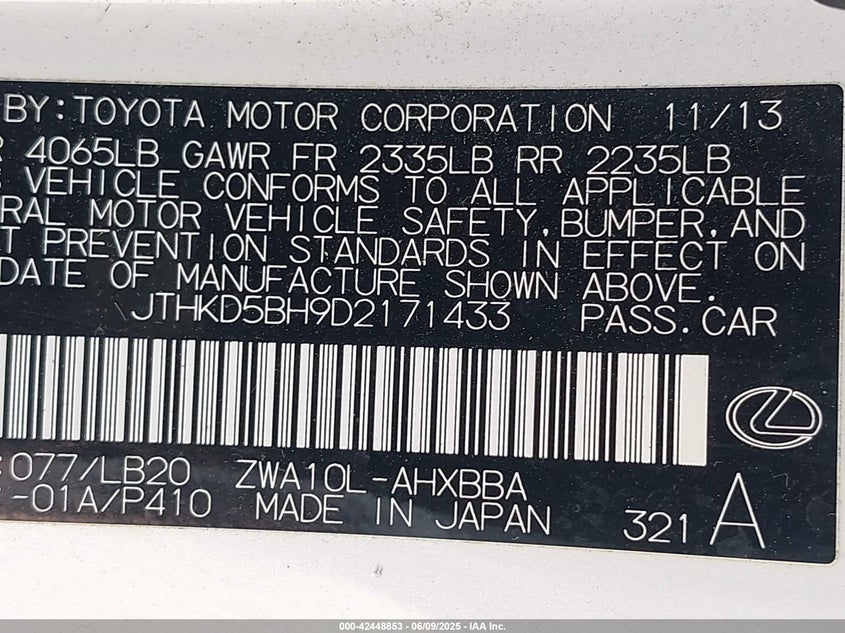 BY: TOYOTA MOTOR CORPORATION 11/13
R 4065LB GAWR FR 2335LB RR 2235LB
VEHICLE CONFORMS TO ALL APPLICABLE
RAL MOTOR VEHICLE SAFETY, BUMPER, AND
T PREVENTION STANDARDS IN EFFECT ON
DATE OF MANUFACTURE SHOWN ABOVE.
JTHKD5BH9D2171433 PASS. CAR
:077/LB20 ZWA10L-AHXBBA
-01A/P410 MADE IN JAPAN 321 A
000-42448853 - 06/09/2025 - IAA Inc.